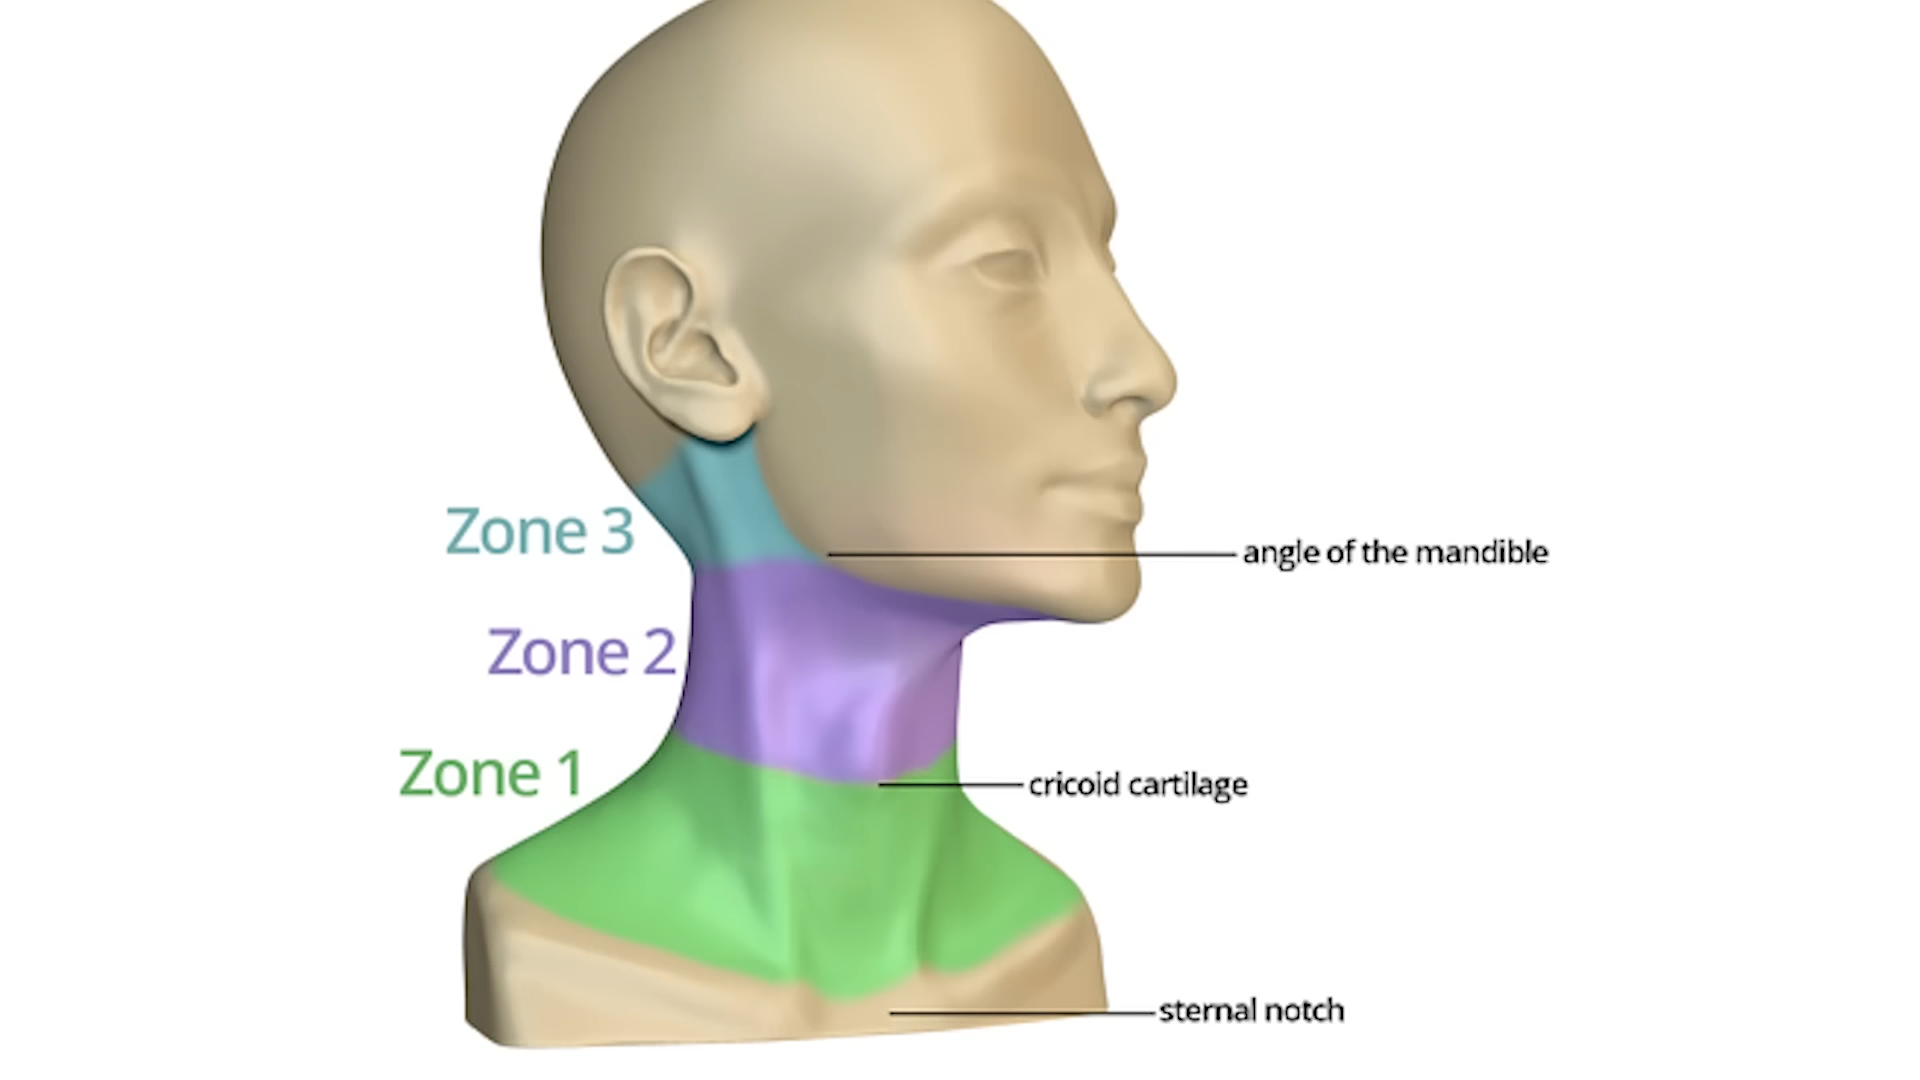 Zone 3
angle of the mandible
Zone 2
Zone 1
cricoid cartilage
sternal notch